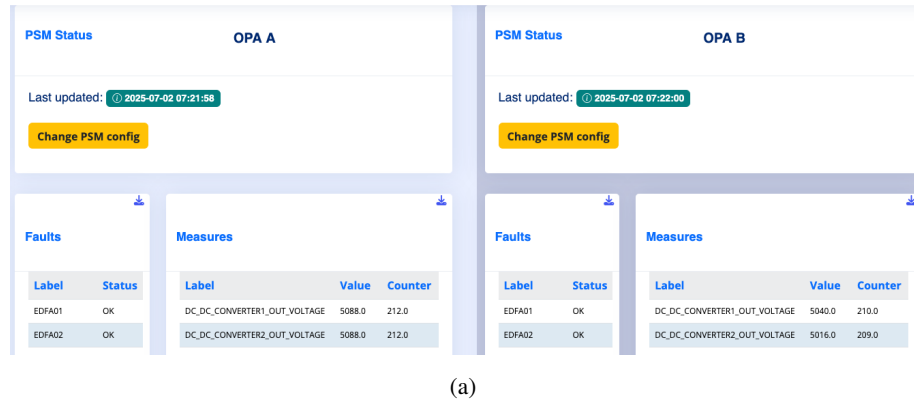 PSM Status
OPA A
Last updated: 2025-07-02 07:21:58
Change PSM config
Faults
Label Status
EDFA01 OK
EDFA02 OK
Measures
Label Value Counter
DC_DC_CONVERTER1_OUT_VOLTAGE 5088.0 212.0
DC_DC_CONVERTER2_OUT_VOLTAGE 5088.0 212.0
PSM Status
OPA B
Last updated: 2025-07-02 07:22:00
Change PSM config
Faults
Label Status
EDFA01 OK
EDFA02 OK
Measures
Label Value Counter
DC_DC_CONVERTER1_OUT_VOLTAGE 5040.0 210.0
DC_DC_CONVERTER2_OUT_VOLTAGE 5016.0 209.0
(a)